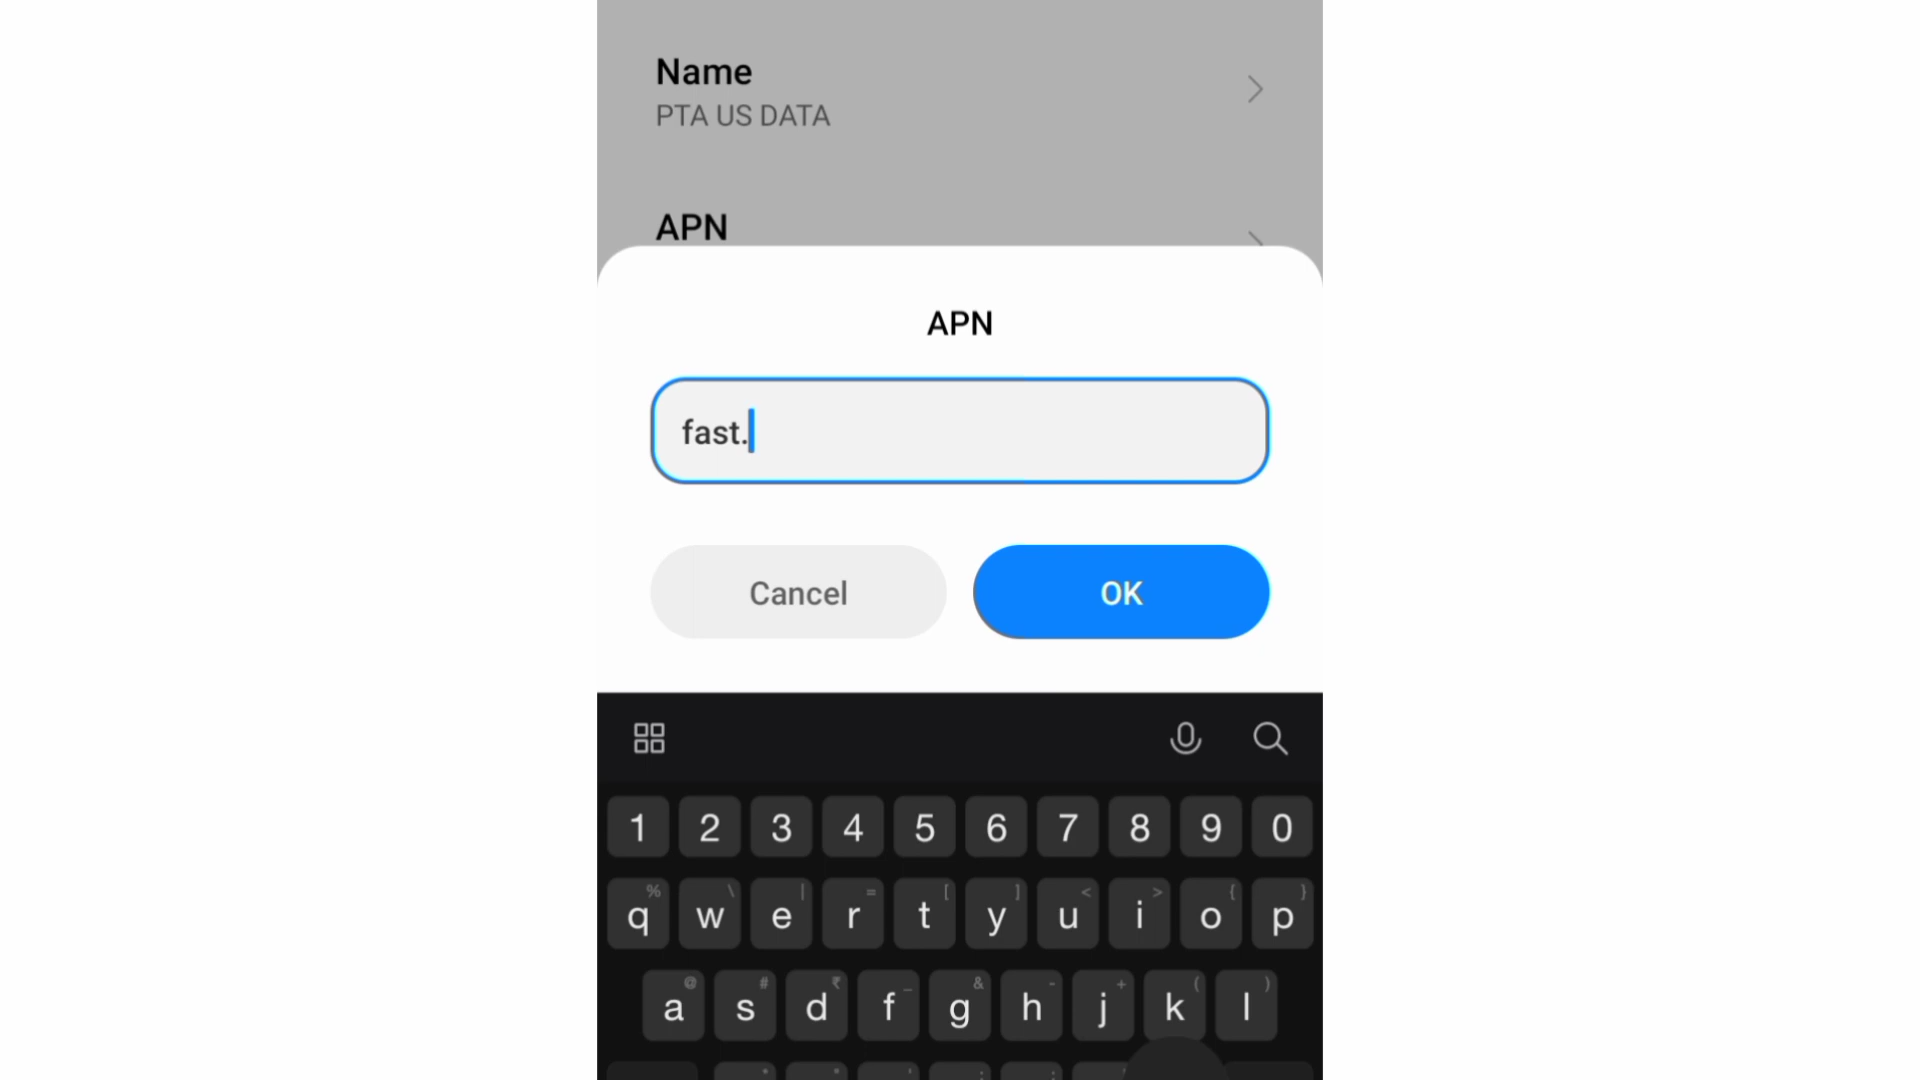 Name
PTA US DATA
APN
APN
fast.
Cancel
OK
1 2 3 4 5 6 7 8 9 0
% \ | = [ ] < > { }
q w e r t y u i o p
@ # ₹ _ & - + ( )
a s d f g h j k l